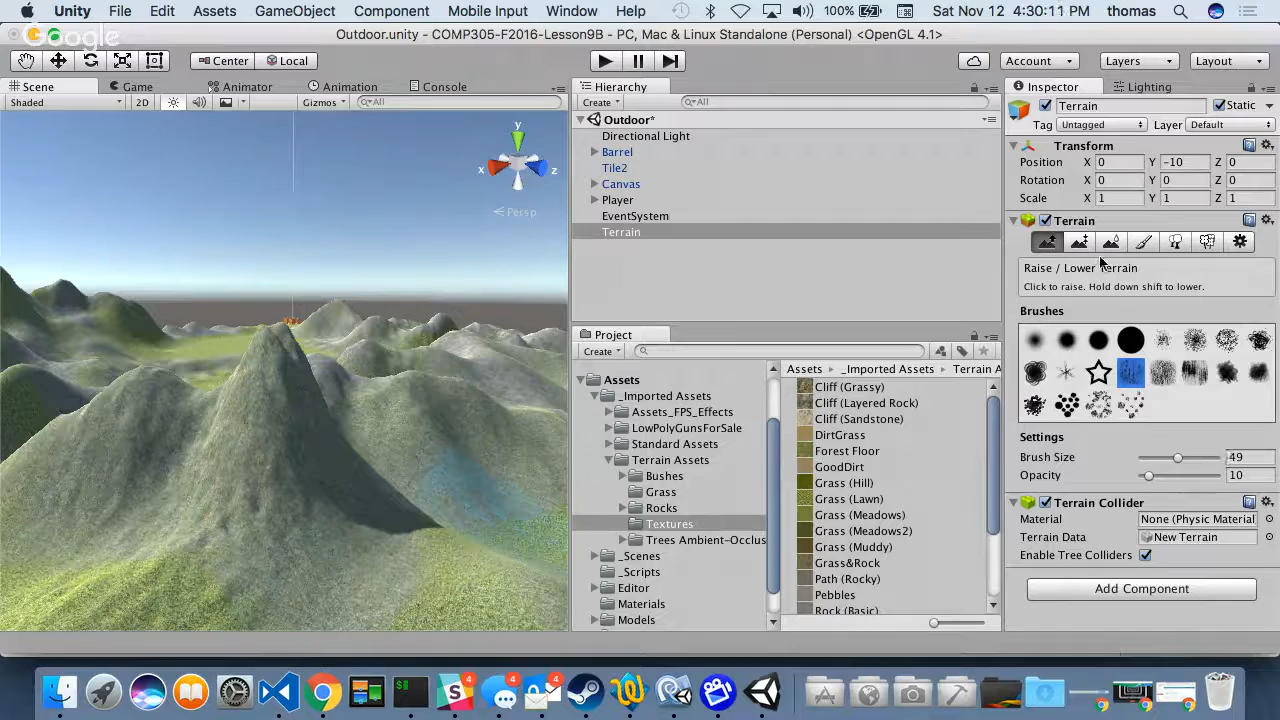 Unity File Edit Assets GameObject Component Mobile Input Window Help 100% Sat Nov 12 4:30:11 PM thomas
Google
Outdoor.unity - COMP305-F2016-Lesson9B - PC, Mac & Linux Standalone (Personal) <OpenGL 4.1>
Center Local Account Layers Layout
Scene Game Animator Animation Console
Shaded 2D Gizmos All
y
x
z
Persp
Hierarchy
Create All
Outdoor*
Directional Light
Barrel
Tile2
Canvas
Player
EventSystem
Terrain
Project
Create
Assets
_Imported Assets
Assets_FPS_Effects
LowPolyGunsForSale
Standard Assets
Terrain Assets
Bushes
Grass
Rocks
Textures
Trees Ambient-Occlus
_Scenes
_Scripts
Editor
Materials
Models
Assets _Imported Assets Terrain A
Cliff (Grassy)
Cliff (Layered Rock)
Cliff (Sandstone)
DirtGrass
Forest Floor
GoodDirt
Grass (Hill)
Grass (Lawn)
Grass (Meadows)
Grass (Meadows2)
Grass (Muddy)
Grass&Rock
Path (Rocky)
Pebbles
Rock (Basic)
Inspector Lighting
Terrain Static
Tag Untagged Layer Default
Transform
Position X 0 Y -10 Z 0
Rotation X 0 Y 0 Z 0
Scale X 1 Y 1 Z 1
Terrain
Raise / Lower Terrain
Click to raise. Hold down shift to lower.
Brushes
Settings
Brush Size 49
Opacity 10
Terrain Collider
Material None (Physic Material
Terrain Data New Terrain
Enable Tree Colliders
Add Component
4 4 4